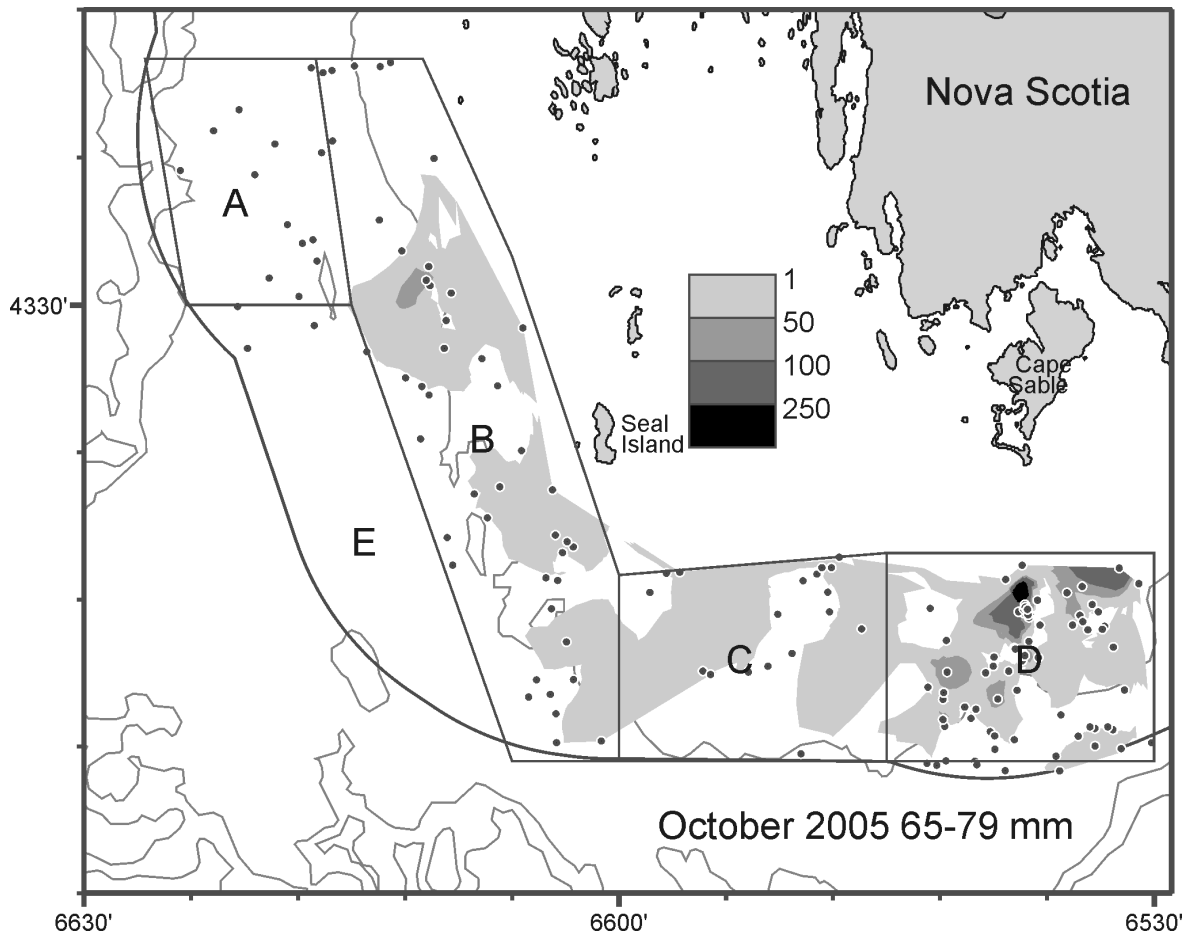 Nova Scotia
A
1
4330'
50
100
Cape
Sable
250
Seal
Island
B
E
C
D
October 2005 65-79 mm
6630'
6600'
6530'